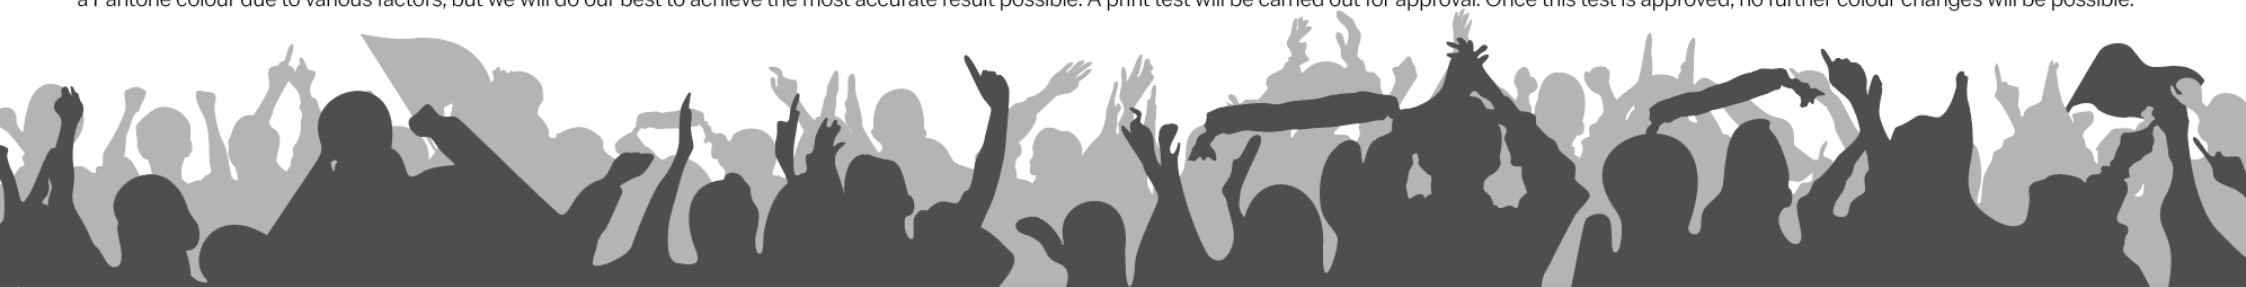 a Pantone colour due to various factors, but we will do our best to achieve the most accurate result possible. A print test will be carried out for approval. Once this test is approved, no further colour changes will be possible.